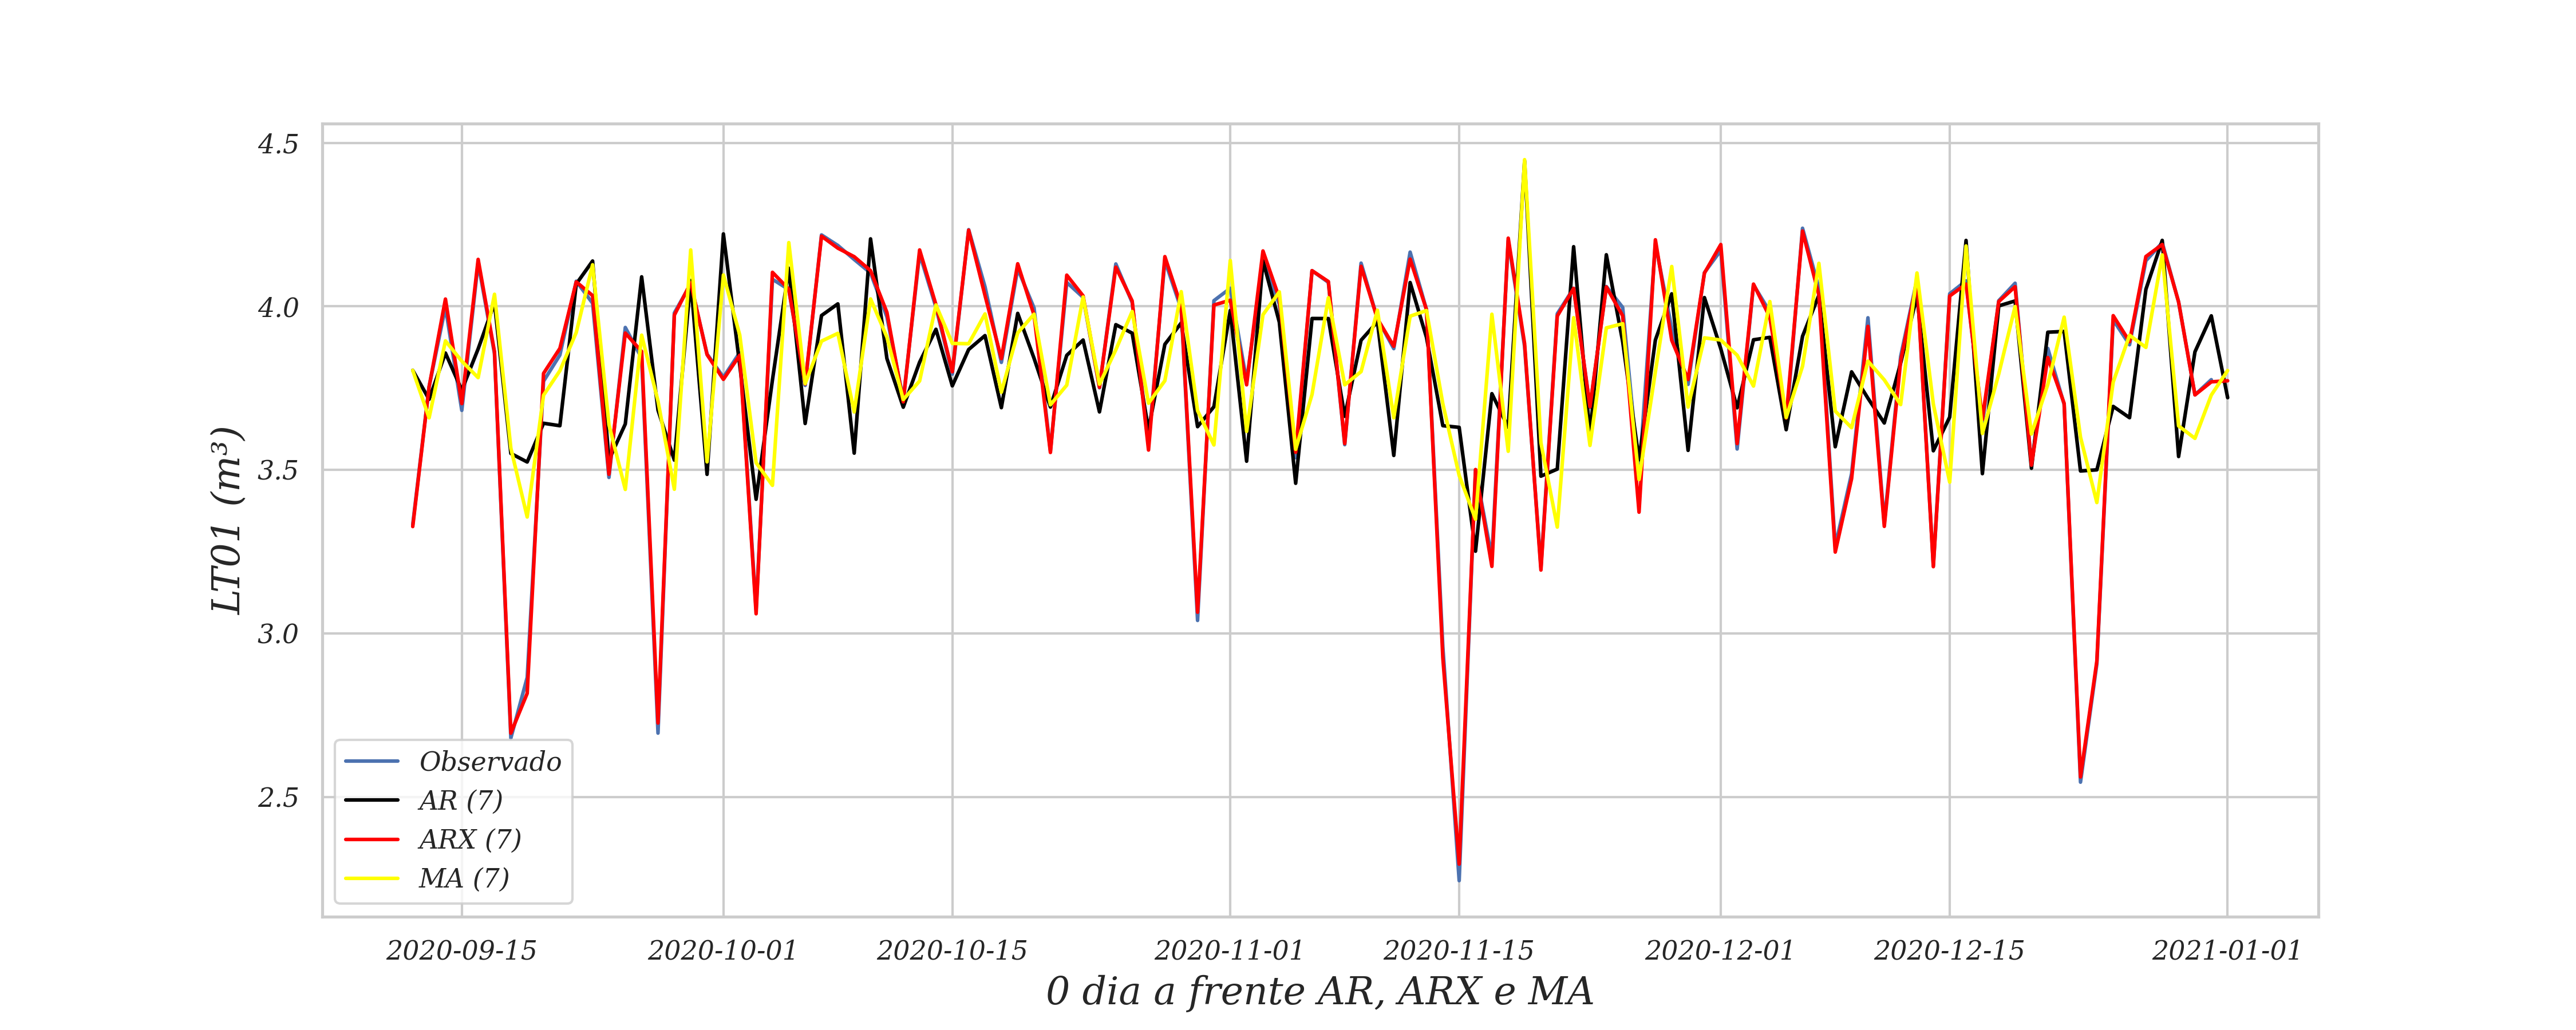 4.5
4.0
3.5
3.0
2.5
LT01 (m³)
Observado
AR (7)
ARX (7)
MA (7)
2020-09-15 2020-10-01 2020-10-15 2020-11-01 2020-11-15 2020-12-01 2020-12-15 2021-01-01
0 dia a frente AR, ARX e MA